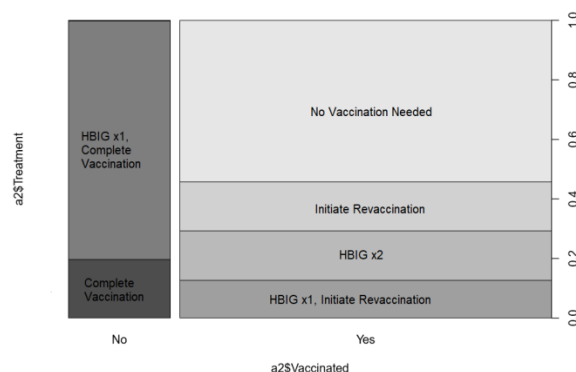 a2$Treatment
HBIG x1,
Complete
Vaccination
Complete
Vaccination
No Vaccination Needed
Initiate Revaccination
HBIG x2
HBIG x1, Initiate Revaccination
1.0
0.8
0.6
0.4
0.2
0.0
No
Yes
a2$Vaccinated